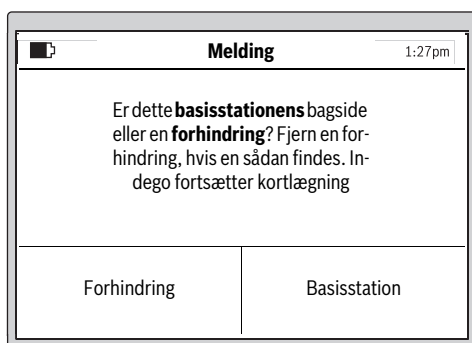 Melding 1:27pm
Er dette basisstationens bagside
eller en forhindring? Fjern en for-
hindring, hvis en sådan findes. In-
dego fortsætter kortlægning
Forhindring Basisstation